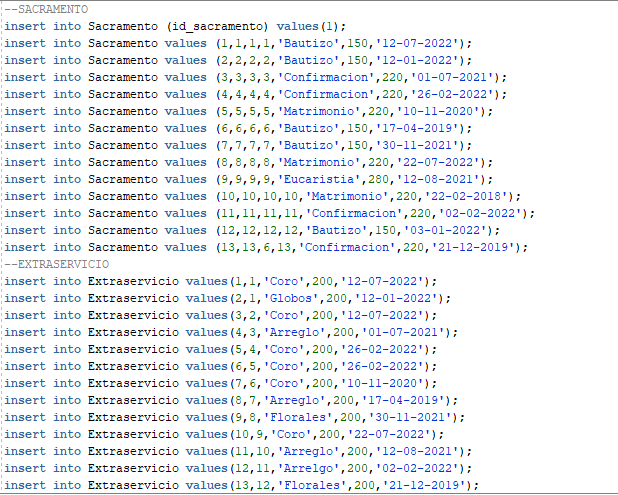 --SACRAMENTO
insert into Sacramento (id_sacramento) values(1);
insert into Sacramento values (1,1,1,1,'Bautizo',150,'12-07-2022');
insert into Sacramento values (2,2,2,2,'Bautizo',150,'12-01-2022');
insert into Sacramento values (3,3,3,3,'Confirmacion',220,'01-07-2021');
insert into Sacramento values (4,4,4,4,'Confirmacion',220,'26-02-2022');
insert into Sacramento values (5,5,5,5,'Matrimonio',220,'10-11-2020');
insert into Sacramento values (6,6,6,6,'Bautizo',150,'17-04-2019');
insert into Sacramento values (7,7,7,7,'Bautizo',150,'30-11-2021');
insert into Sacramento values (8,8,8,8,'Matrimonio',220,'22-07-2022');
insert into Sacramento values (9,9,9,9,'Eucaristia',280,'12-08-2021');
insert into Sacramento values (10,10,10,10,'Matrimonio',220,'22-02-2018');
insert into Sacramento values (11,11,11,11,'Confirmacion',220,'02-02-2022');
insert into Sacramento values (12,12,12,12,'Bautizo',150,'03-01-2022');
insert into Sacramento values (13,13,6,13,'Confirmacion',220,'21-12-2019');
--EXTRASERVICIO
insert into Extraservicio values(1,1,'Coro',200,'12-07-2022');
insert into Extraservicio values(2,1,'Globos',200,'12-01-2022');
insert into Extraservicio values(3,2,'Coro',200,'12-07-2022');
insert into Extraservicio values(4,3,'Arreglo',200,'01-07-2021');
insert into Extraservicio values(5,4,'Coro',200,'26-02-2022');
insert into Extraservicio values(6,5,'Coro',200,'26-02-2022');
insert into Extraservicio values(7,6,'Coro',200,'10-11-2020');
insert into Extraservicio values(8,7,'Arreglo',200,'17-04-2019');
insert into Extraservicio values(9,8,'Florales',200,'30-11-2021');
insert into Extraservicio values(10,9,'Coro',200,'22-07-2022');
insert into Extraservicio values(11,10,'Arreglo',200,'12-08-2021');
insert into Extraservicio values(12,11,'Arrelgo',200,'02-02-2022');
insert into Extraservicio values(13,12,'Florales',200,'21-12-2019');